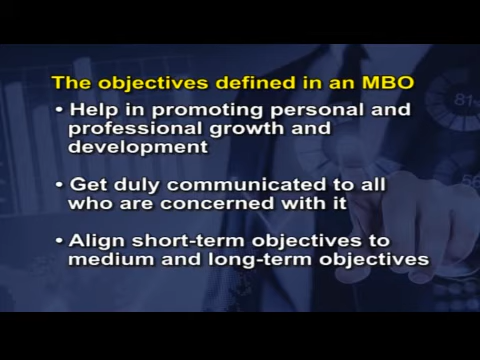 The objectives defined in an MBO
• Help in promoting personal and
professional growth and
development
• Get duly communicated to all
who are concerned with it
• Align short-term objectives to
medium and long-term objectives
81%